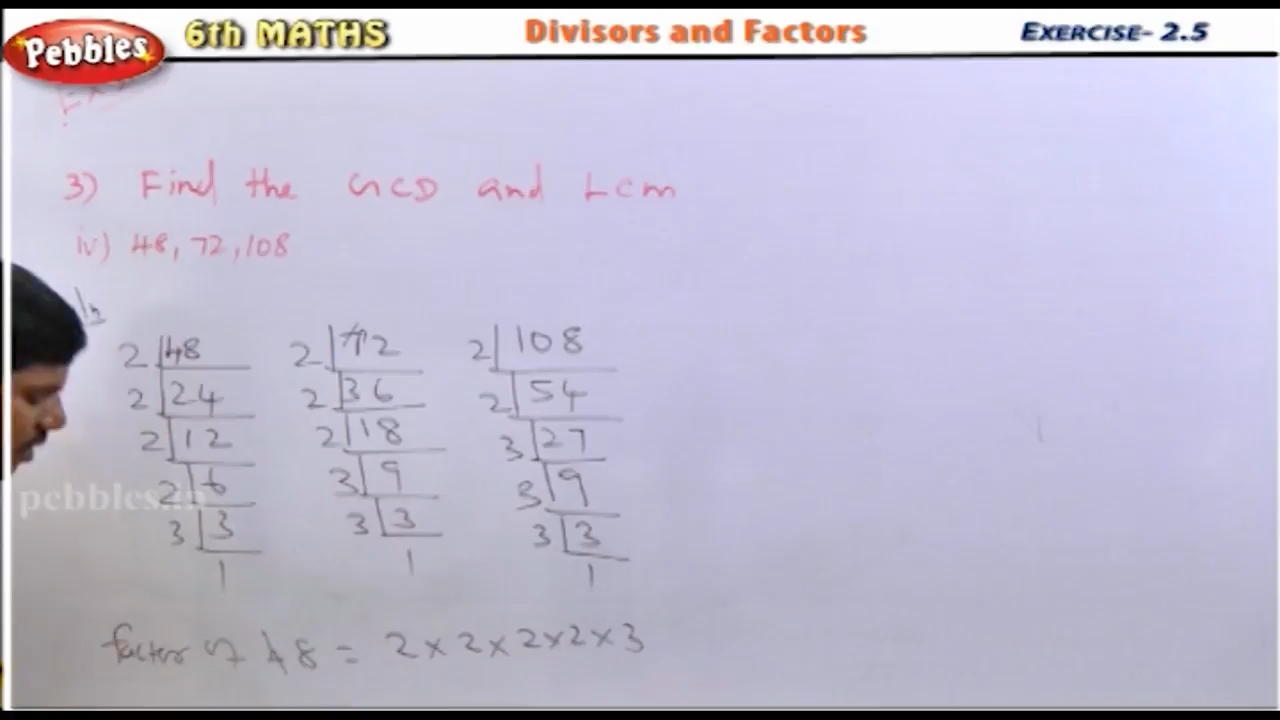 Pebbles 6th MATHS Divisors and Factors EXERCISE- 2.5
3) Find the GCD and Lcm
iv) 48, 72, 108
2 48 2 72 2 108
2 24 2 36 2 54
2 12 2 18 3 27
2 6 3 9 3 9
3 3 3 3 3 3
1 1 1
pebbles.in
factor of 48 = 2 × 2 × 2 × 2 × 3